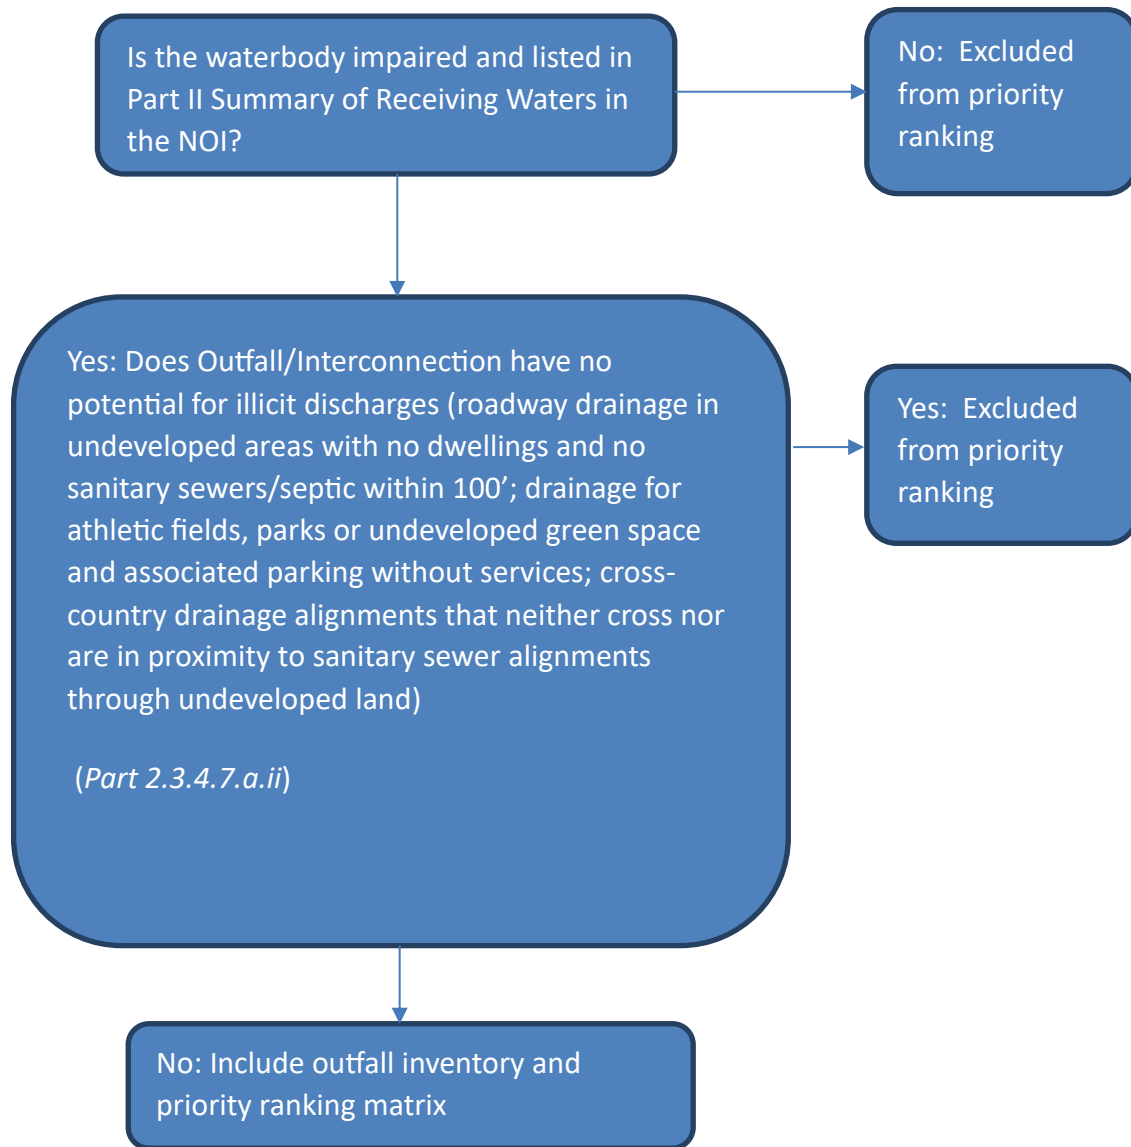 Is the waterbody impaired and listed in
Part II Summary of Receiving Waters in
the NOI?
No:  Excluded
from priority
ranking
Yes: Does Outfall/Interconnection have no
potential for illicit discharges (roadway drainage in
undeveloped areas with no dwellings and no
sanitary sewers/septic within 100’; drainage for
athletic fields, parks or undeveloped green space
and associated parking without services; cross-
country drainage alignments that neither cross nor
are in proximity to sanitary sewer alignments
through undeveloped land)
(Part 2.3.4.7.a.ii)
Yes:  Excluded
from priority
ranking
No: Include outfall inventory and
priority ranking matrix